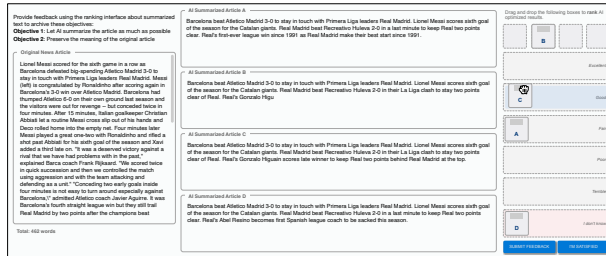 Provide feedback using the ranking interface about summarized
text to archive these objectives:
Objective 1: Let AI summarize the article as much as possible
Objective 2: Preserve the meaning of the original article
Original News Article
Lionel Messi scored for the sixth game in a row as
Barcelona defeated big-spending Atletico Madrid 3-0 to
stay in touch with Primera Liga leaders Real Madrid. Messi
(left) is congratulated by Ronaldinho after scoring again in
Barcelona's 3-0 win over Atletico Madrid. Barcelona had
thumped Atletico 6-0 on their own ground last season and
the visitors were out for revenge -- but conceded twice in
four minutes. After 15 minutes, Italian goalkeeper Christian
Abbiati let a routine Messi cross slip out of his hands and
Deco rolled home into the empty net. Four minutes later
Messi played a great one-two with Ronaldinho and rifled a
shot past Abbiati for his sixth goal of the season and Xavi
added a third late on. "It was a deserved victory against a
rival that we have had problems with in the past,"
explained Barca coach Frank Rijkaard. "We scored twice
in quick succession and then we controlled the match
using aggression and with the team attacking and
defending as a unit." "Conceding two early goals inside
four minutes is not easy to turn around especially against
Barcelona,\" admitted Atletico coach Javier Aguirre. It was
Barcelona's fourth straight league win but they still trail
Real Madrid by two points after the champions beat
Total: 462 words
AI Summarized Article A
Barcelona beat Atletico Madrid 3-0 to stay in touch with Primera Liga leaders Real Madrid. Lionel Messi scores sixth goal
of the season for the Catalan giants. Real Madrid beat Recreativo Huelva 2-0 in a last minute to keep Real two points
clear. Real's first-ever league win since 1991 as Real Madrid make their best start since 1991.
AI Summarized Article B
Barcelona beat Atletico Madrid 3-0 to stay in touch with Primera Liga leaders Real Madrid. Lionel Messi scores sixth goal
of the season for the Catalan giants. Real Madrid beat Recreativo Huleva 2-0 in their La Liga clash to stay two points
clear of Real. Real's Gonzalo Higu
AI Summarized Article C
Barcelona beat Atletico Madrid 3-0 to stay in touch with Primera Liga leaders Real Madrid. Lionel Messi scores sixth goal
of the season for the Catalan giants. Real Madrid beat Recreativo Huleva 2-0 in their La Liga clash to stay two points
clear of Real. Real's Gonzalo Higuain scores late winner to keep Real two points behind Real Madrid at the top.
AI Summarized Article D
Barcelona beat Atletico Madrid 3-0 to stay in touch with Primera Liga leaders Real Madrid. Lionel Messi scores sixth goal
of the season for the Catalan giants. Real Madrid beat Recreativo Huleva 2-0 in a last minute to keep Real two points
clear. Real's Abel Resino becomes first Spanish league coach to be sacked this season.
Drag and drop the following boxes to rank AI
optimized results.
B
Excellent
C
Good
A
Fair
Poor
Terrible
D
I don't know
SUBMIT FEEDBACK
I'M SATISFIED